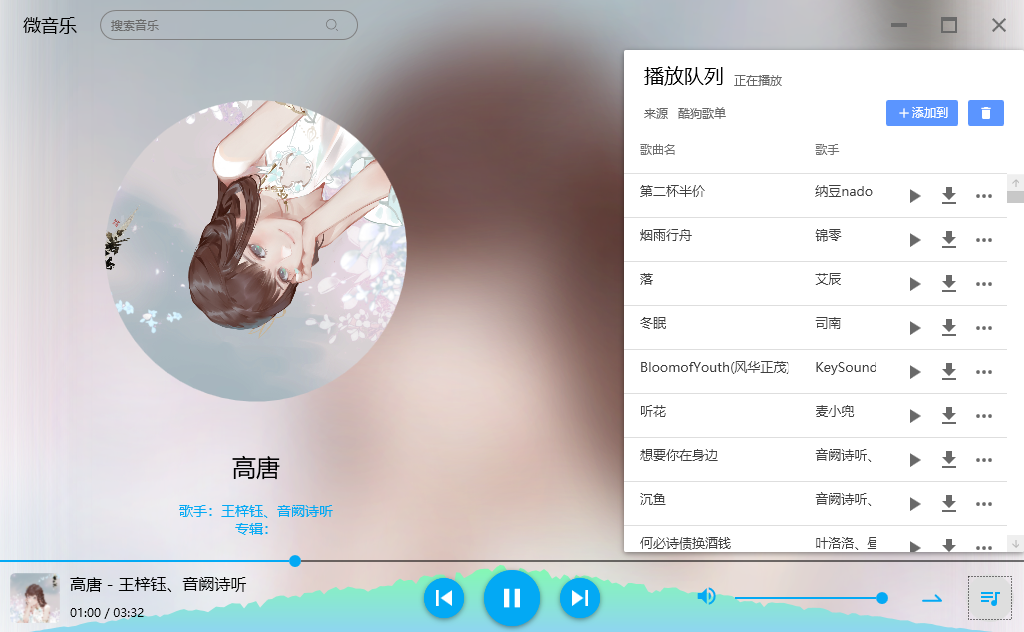 微音乐
搜索音乐
播放队列 正在播放
来源 酷狗歌单
添加到
歌曲名 歌手
第二杯半价 纳豆nado
烟雨行舟 锦零
落 艾辰
冬眠 司南
BloomofYouth(风华正茂) KeySound
听花 麦小兜
想要你在身边 音阙诗听、
沉鱼 音阙诗听、
何必诗债换酒钱 叶洛洛、
高唐
歌手：王梓钰、音阙诗听
专辑：
高唐 - 王梓钰、音阙诗听
01:00 / 03:32